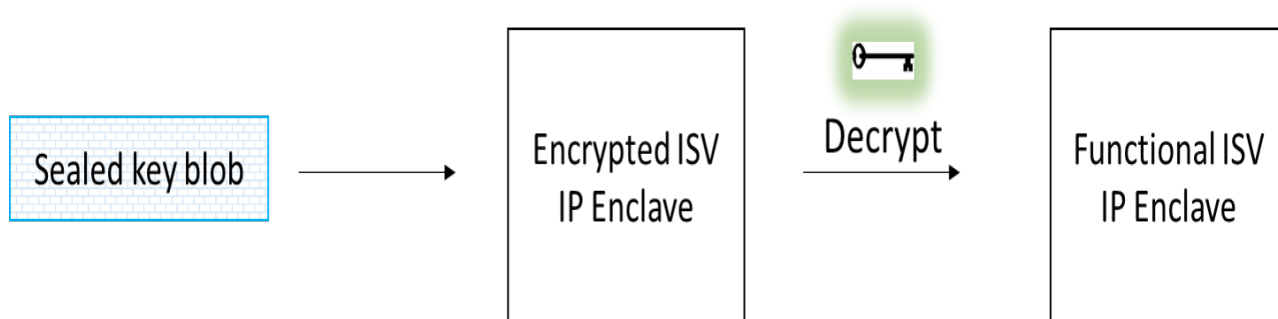 Sealed key blob
Encrypted ISV
IP Enclave
Decrypt
Functional ISV
IP Enclave